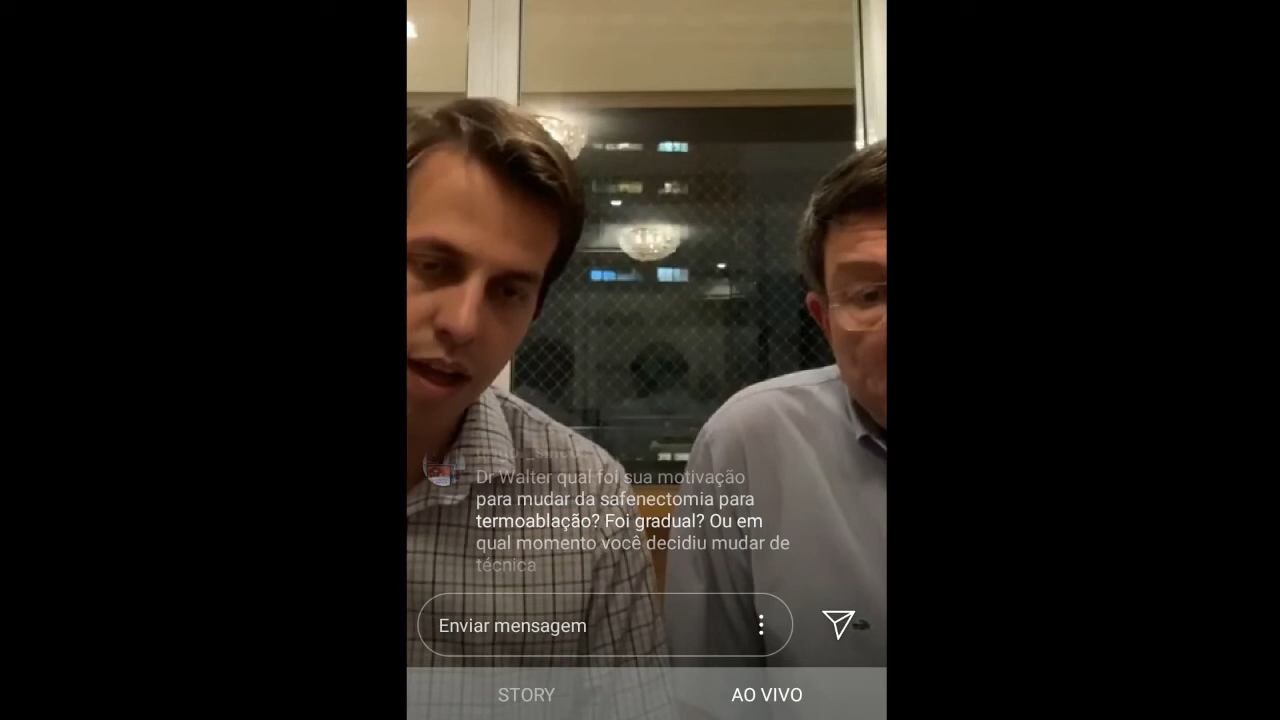 Dr Walter qual foi sua motivação
para mudar da safenectomia para
termoablação? Foi gradual? Ou em
qual momento você decidiu mudar de
técnica
Enviar mensagem
STORY
AO VIVO